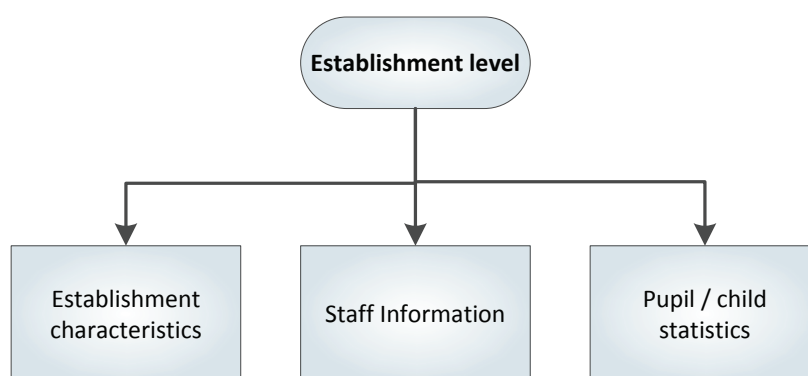 Establishment level
Establishment
characteristics
Staff Information
Pupil / child
statistics